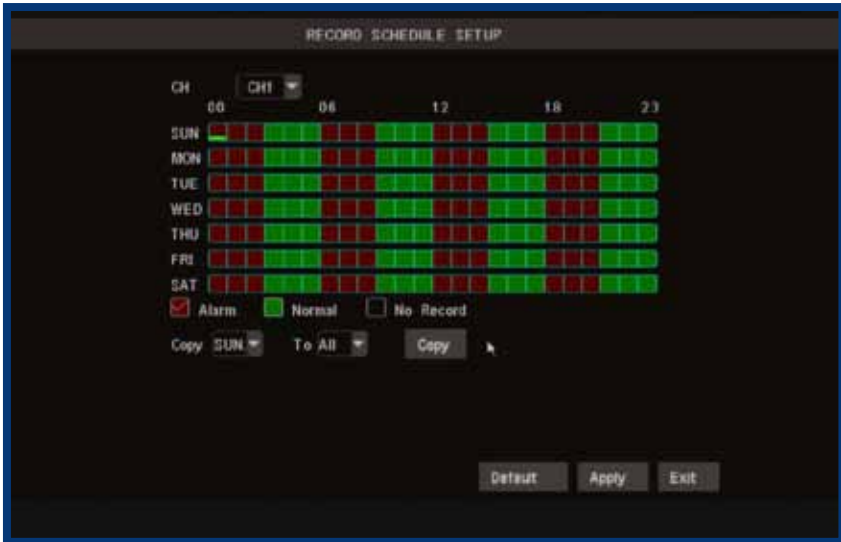 RECORD SCHEDULE SETUP
CH CH1
00 06 12 18 23
SUN
MON
TUE
WED
THU
FRI
SAT
Alarm Normal No Record
Copy SUN To All Copy
Default Apply Exit